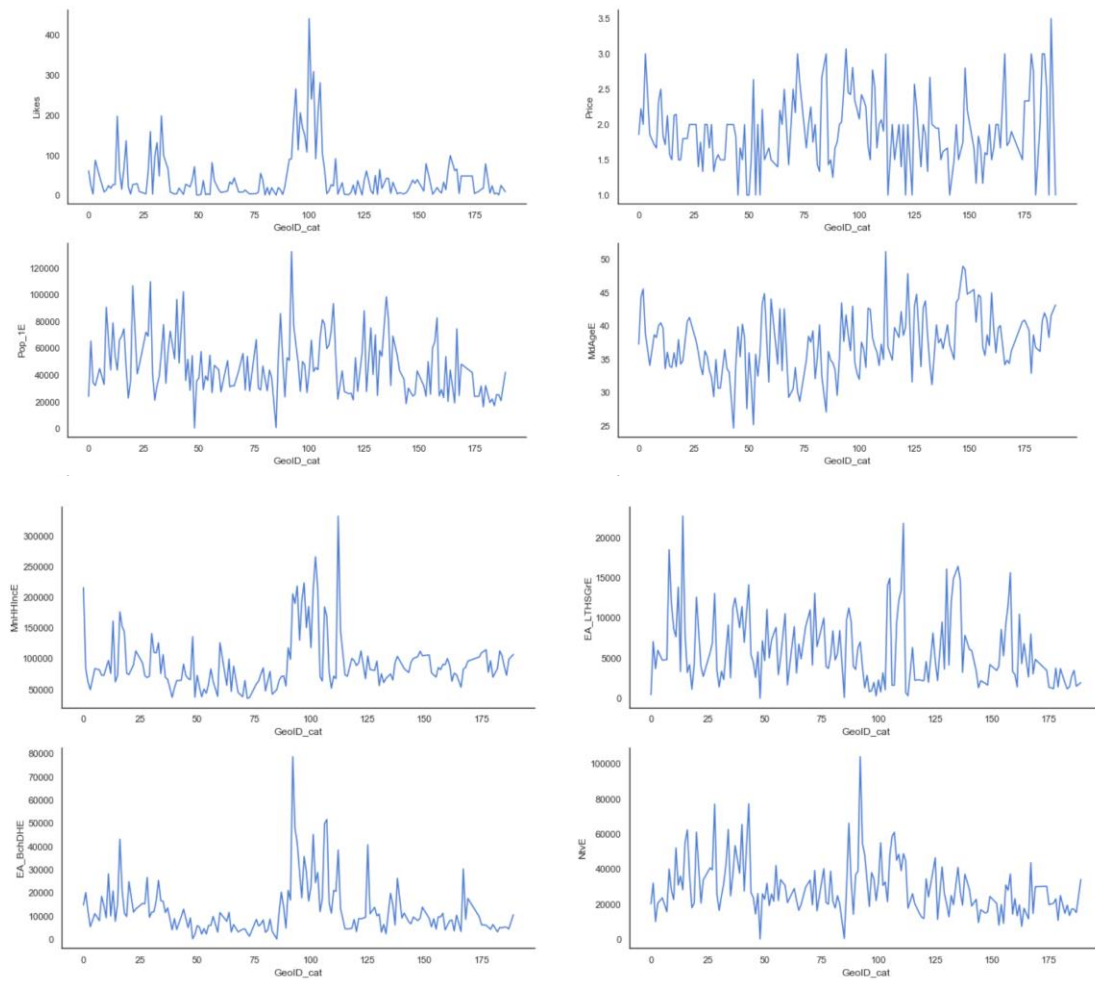 Likes
400
300
200
100
0
0 25 50 75 100 125 150 175
GeoID_cat
Price
3.5
3.0
2.5
2.0
1.5
1.0
0 25 50 75 100 125 150 175
GeoID_cat
Pop_1E
120000
100000
80000
60000
40000
20000
0
0 25 50 75 100 125 150 175
GeoID_cat
MdAgeE
50
45
40
35
30
25
0 25 50 75 100 125 150 175
GeoID_cat
MnHHIncE
300000
250000
200000
150000
100000
50000
0 25 50 75 100 125 150 175
GeoID_cat
EA_LTHSGrE
20000
15000
10000
5000
0
0 25 50 75 100 125 150 175
GeoID_cat
EA_BchDHE
80000
70000
60000
50000
40000
30000
20000
10000
0
0 25 50 75 100 125 150 175
GeoID_cat
NtvE
100000
80000
60000
40000
20000
0
0 25 50 75 100 125 150 175
GeoID_cat